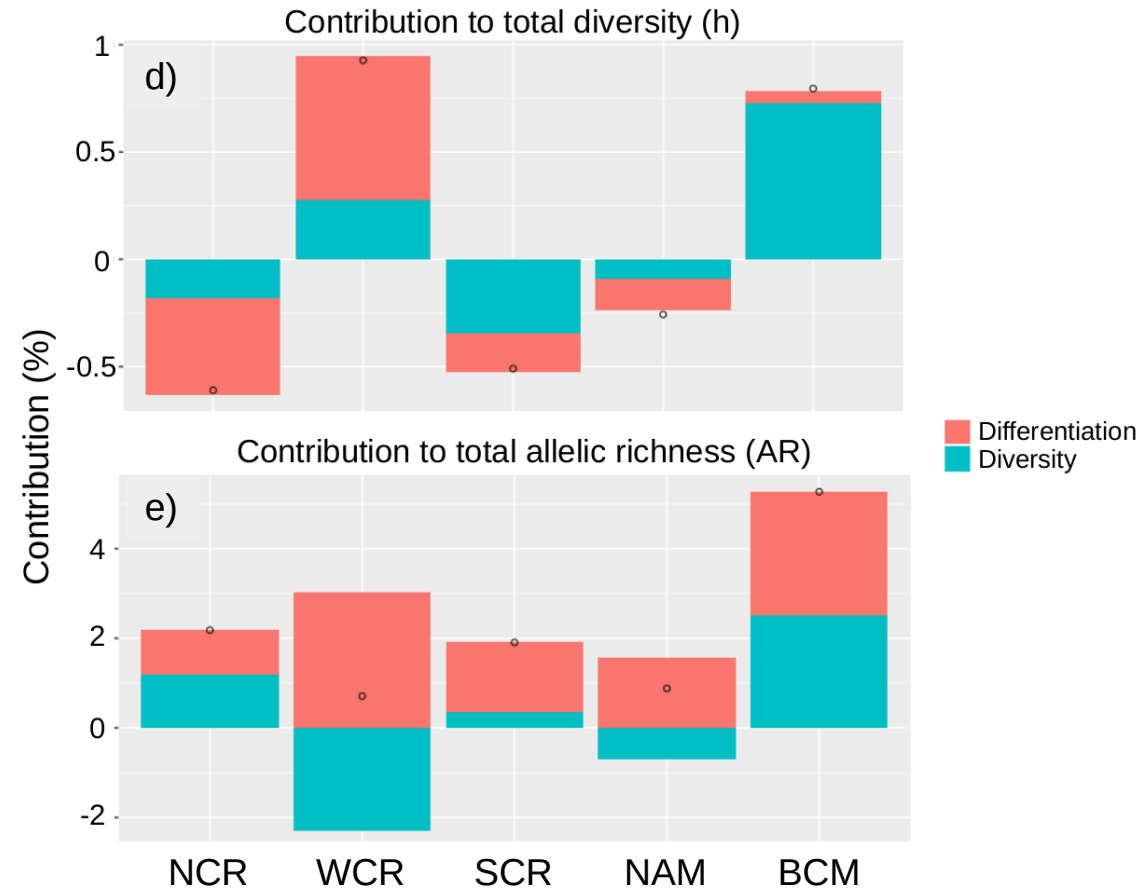 Contribution to total diversity (h)
d)
1
0.5
0
-0.5
Contribution (%)
Differentiation
Diversity
Contribution to total allelic richness (AR)
e)
4
2
0
-2
NCR WCR SCR NAM BCM